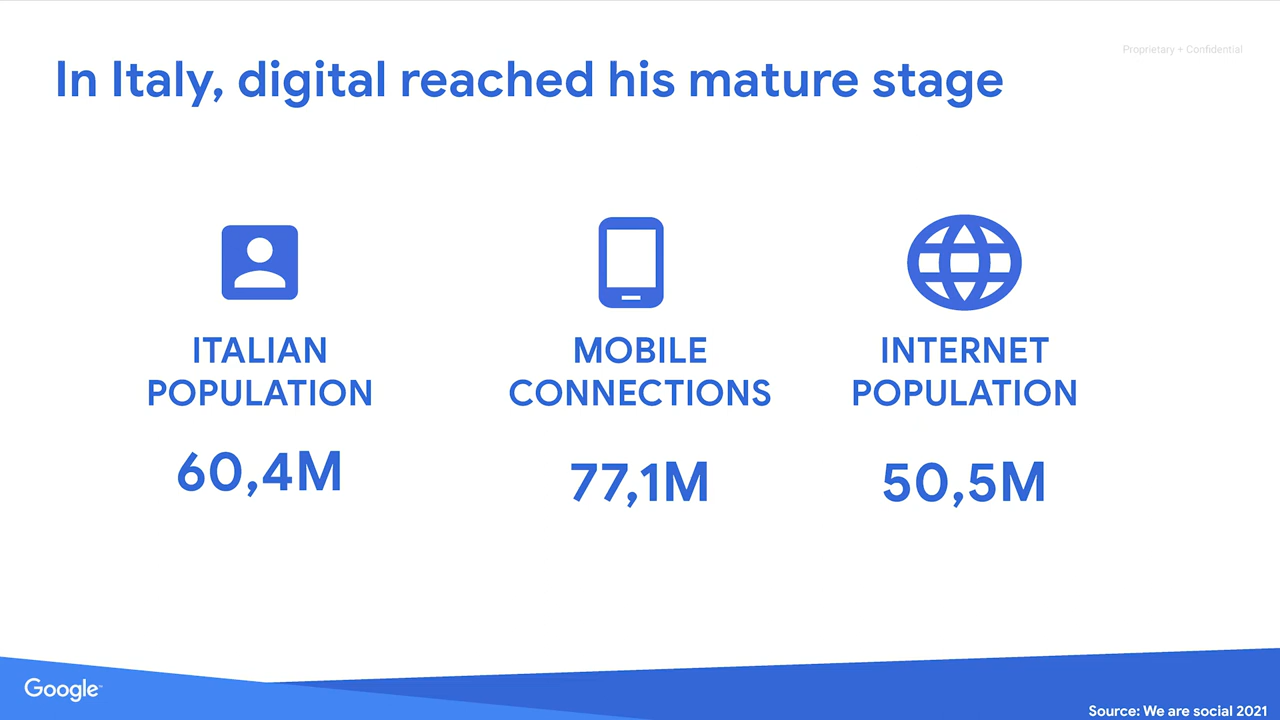 Proprietary + Confidential
In Italy, digital reached his mature stage
ITALIAN
POPULATION
60,4M
MOBILE
CONNECTIONS
77,1M
INTERNET
POPULATION
50,5M
Google™
Source: We are social 2021